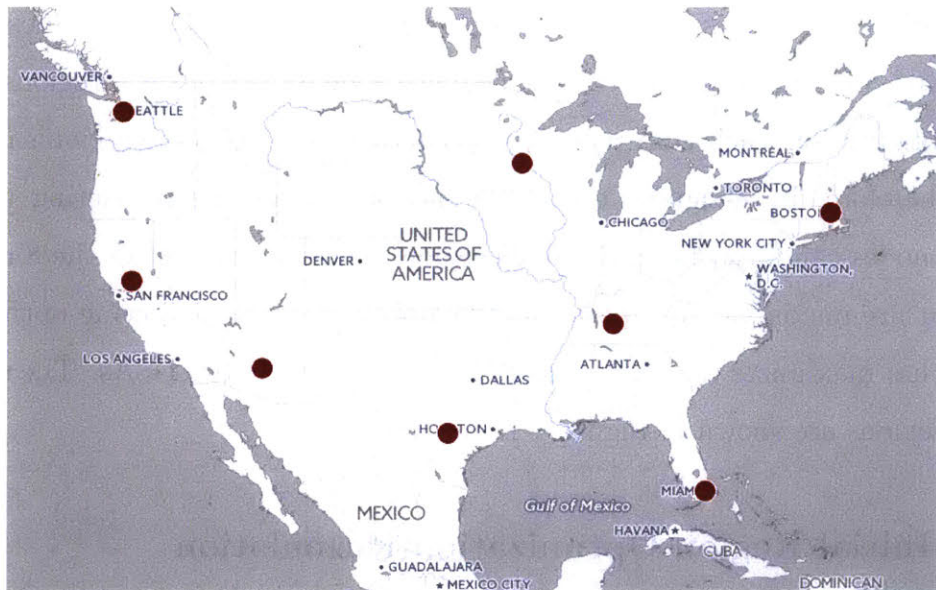 VANCOUVER
EATTLE
MONTRÉAL
TORONTO
BOSTO
CHICAGO
NEW YORK CITY
UNITED
STATES OF
AMERICA
DENVER
WASHINGTON,
D.C.
SAN FRANCISCO
LOS ANGELES
ATLANTA
DALLAS
HO TON
MIAM
Gulf of Mexico
MEXICO
HAVANA
CUBA
GUADALAJARA
MEXICO CITY
DOMINICAN